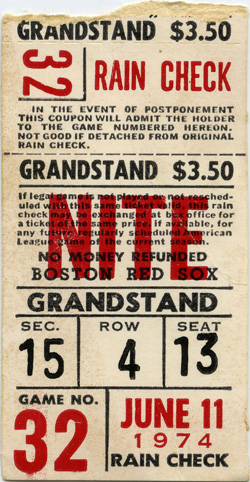 GRANDSTAND $3.50
32
RAIN CHECK
IN THE EVENT OF POSTPONEMENT
THIS COUPON WILL ADMIT THE HOLDER
TO THE GAME NUMBERED HEREON.
NOT GOOD IF DETACHED FROM ORIGINAL
RAIN CHECK.
GRANDSTAND $3.50
NITE
If legal game is not played or not resched-
uled with this same ticket valid, this rain
check may be exchanged at box office for
a ticket of the same price, if available, for
any future regularly scheduled American
League game of the current season.
NO MONEY REFUNDED
BOSTON RED SOX
GRANDSTAND
SEC. ROW SEAT
15 4 13
GAME NO.
32
JUNE 11
1974
RAIN CHECK